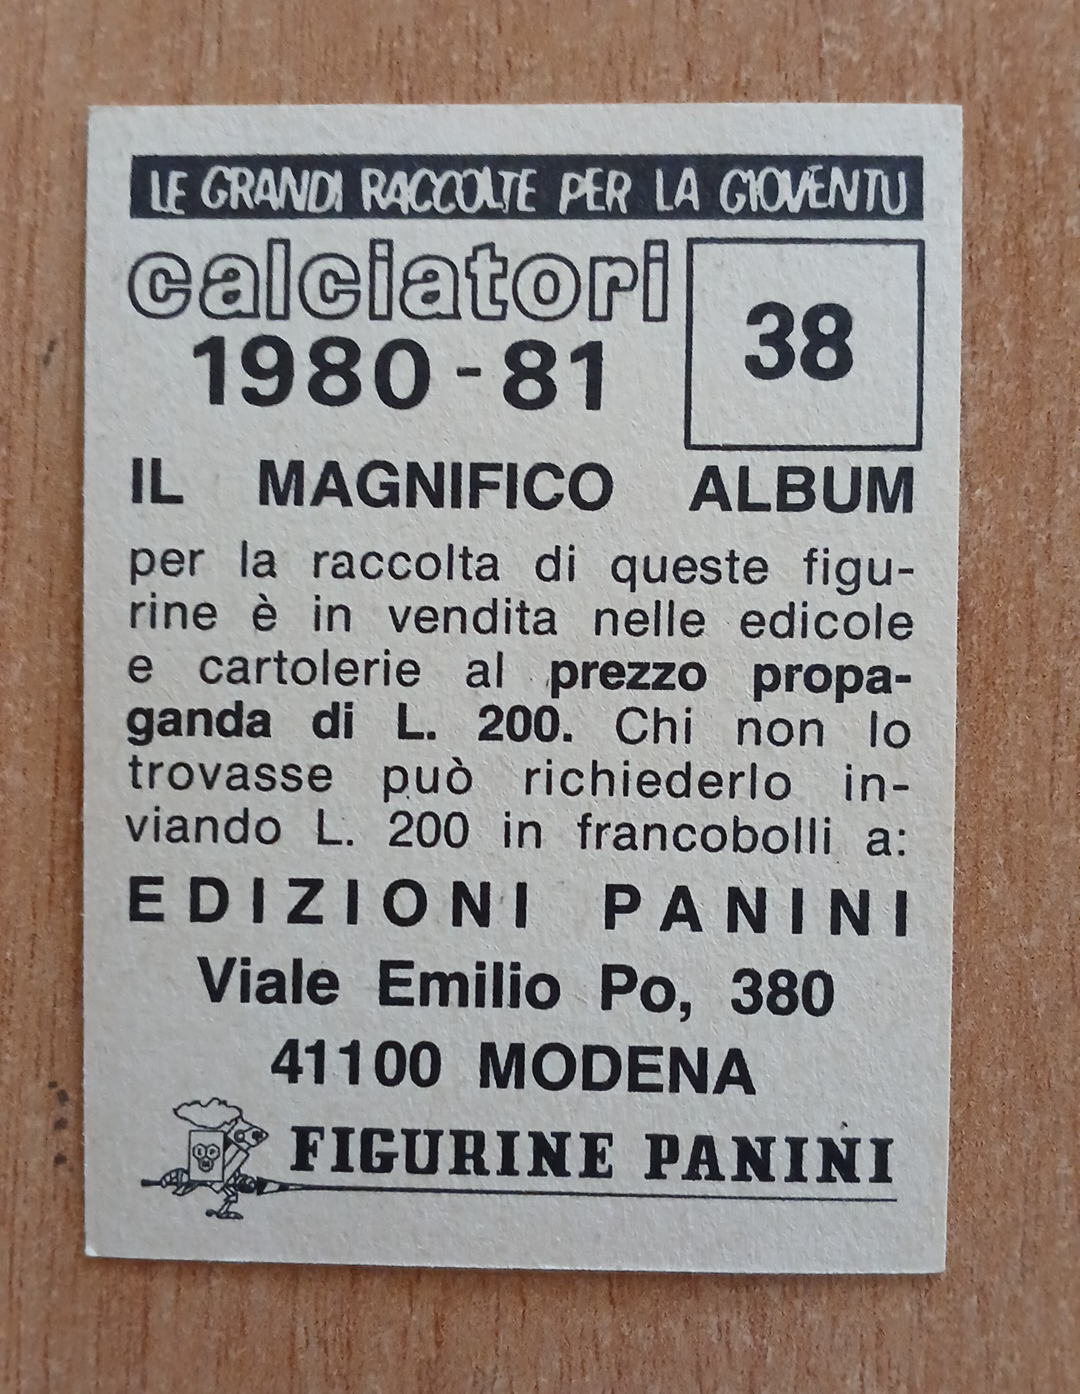 LE GRANDI RACCOLTE PER LA GIOVENTU
calciatori
1980-81
38
IL MAGNIFICO ALBUM
per la raccolta di queste figu-
rine è in vendita nelle edicole
e cartolerie al prezzo propa-
ganda di L. 200. Chi non lo
trovasse può richiederlo in-
viando L. 200 in francobolli a:
EDIZIONI PANINI
Viale Emilio Po, 380
41100 MODENA
FIGURINE PANINI